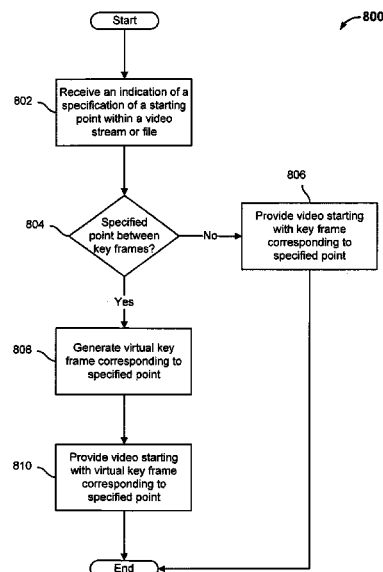 Start
800
802
Receive an indication of a
specification of a starting
point within a video
stream or file
804
Specified
point between
key frames?
No
806
Provide video starting
with key frame
corresponding to
specified point
Yes
808
Generate virtual key
frame corresponding to
specified point
810
Provide video starting
with virtual key frame
corresponding to
specified point
End